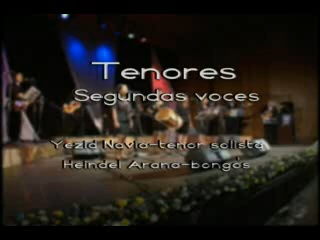 Tenores
Segundas voces
Yezid Navia-tenor solista
Heindel Arana-bongos